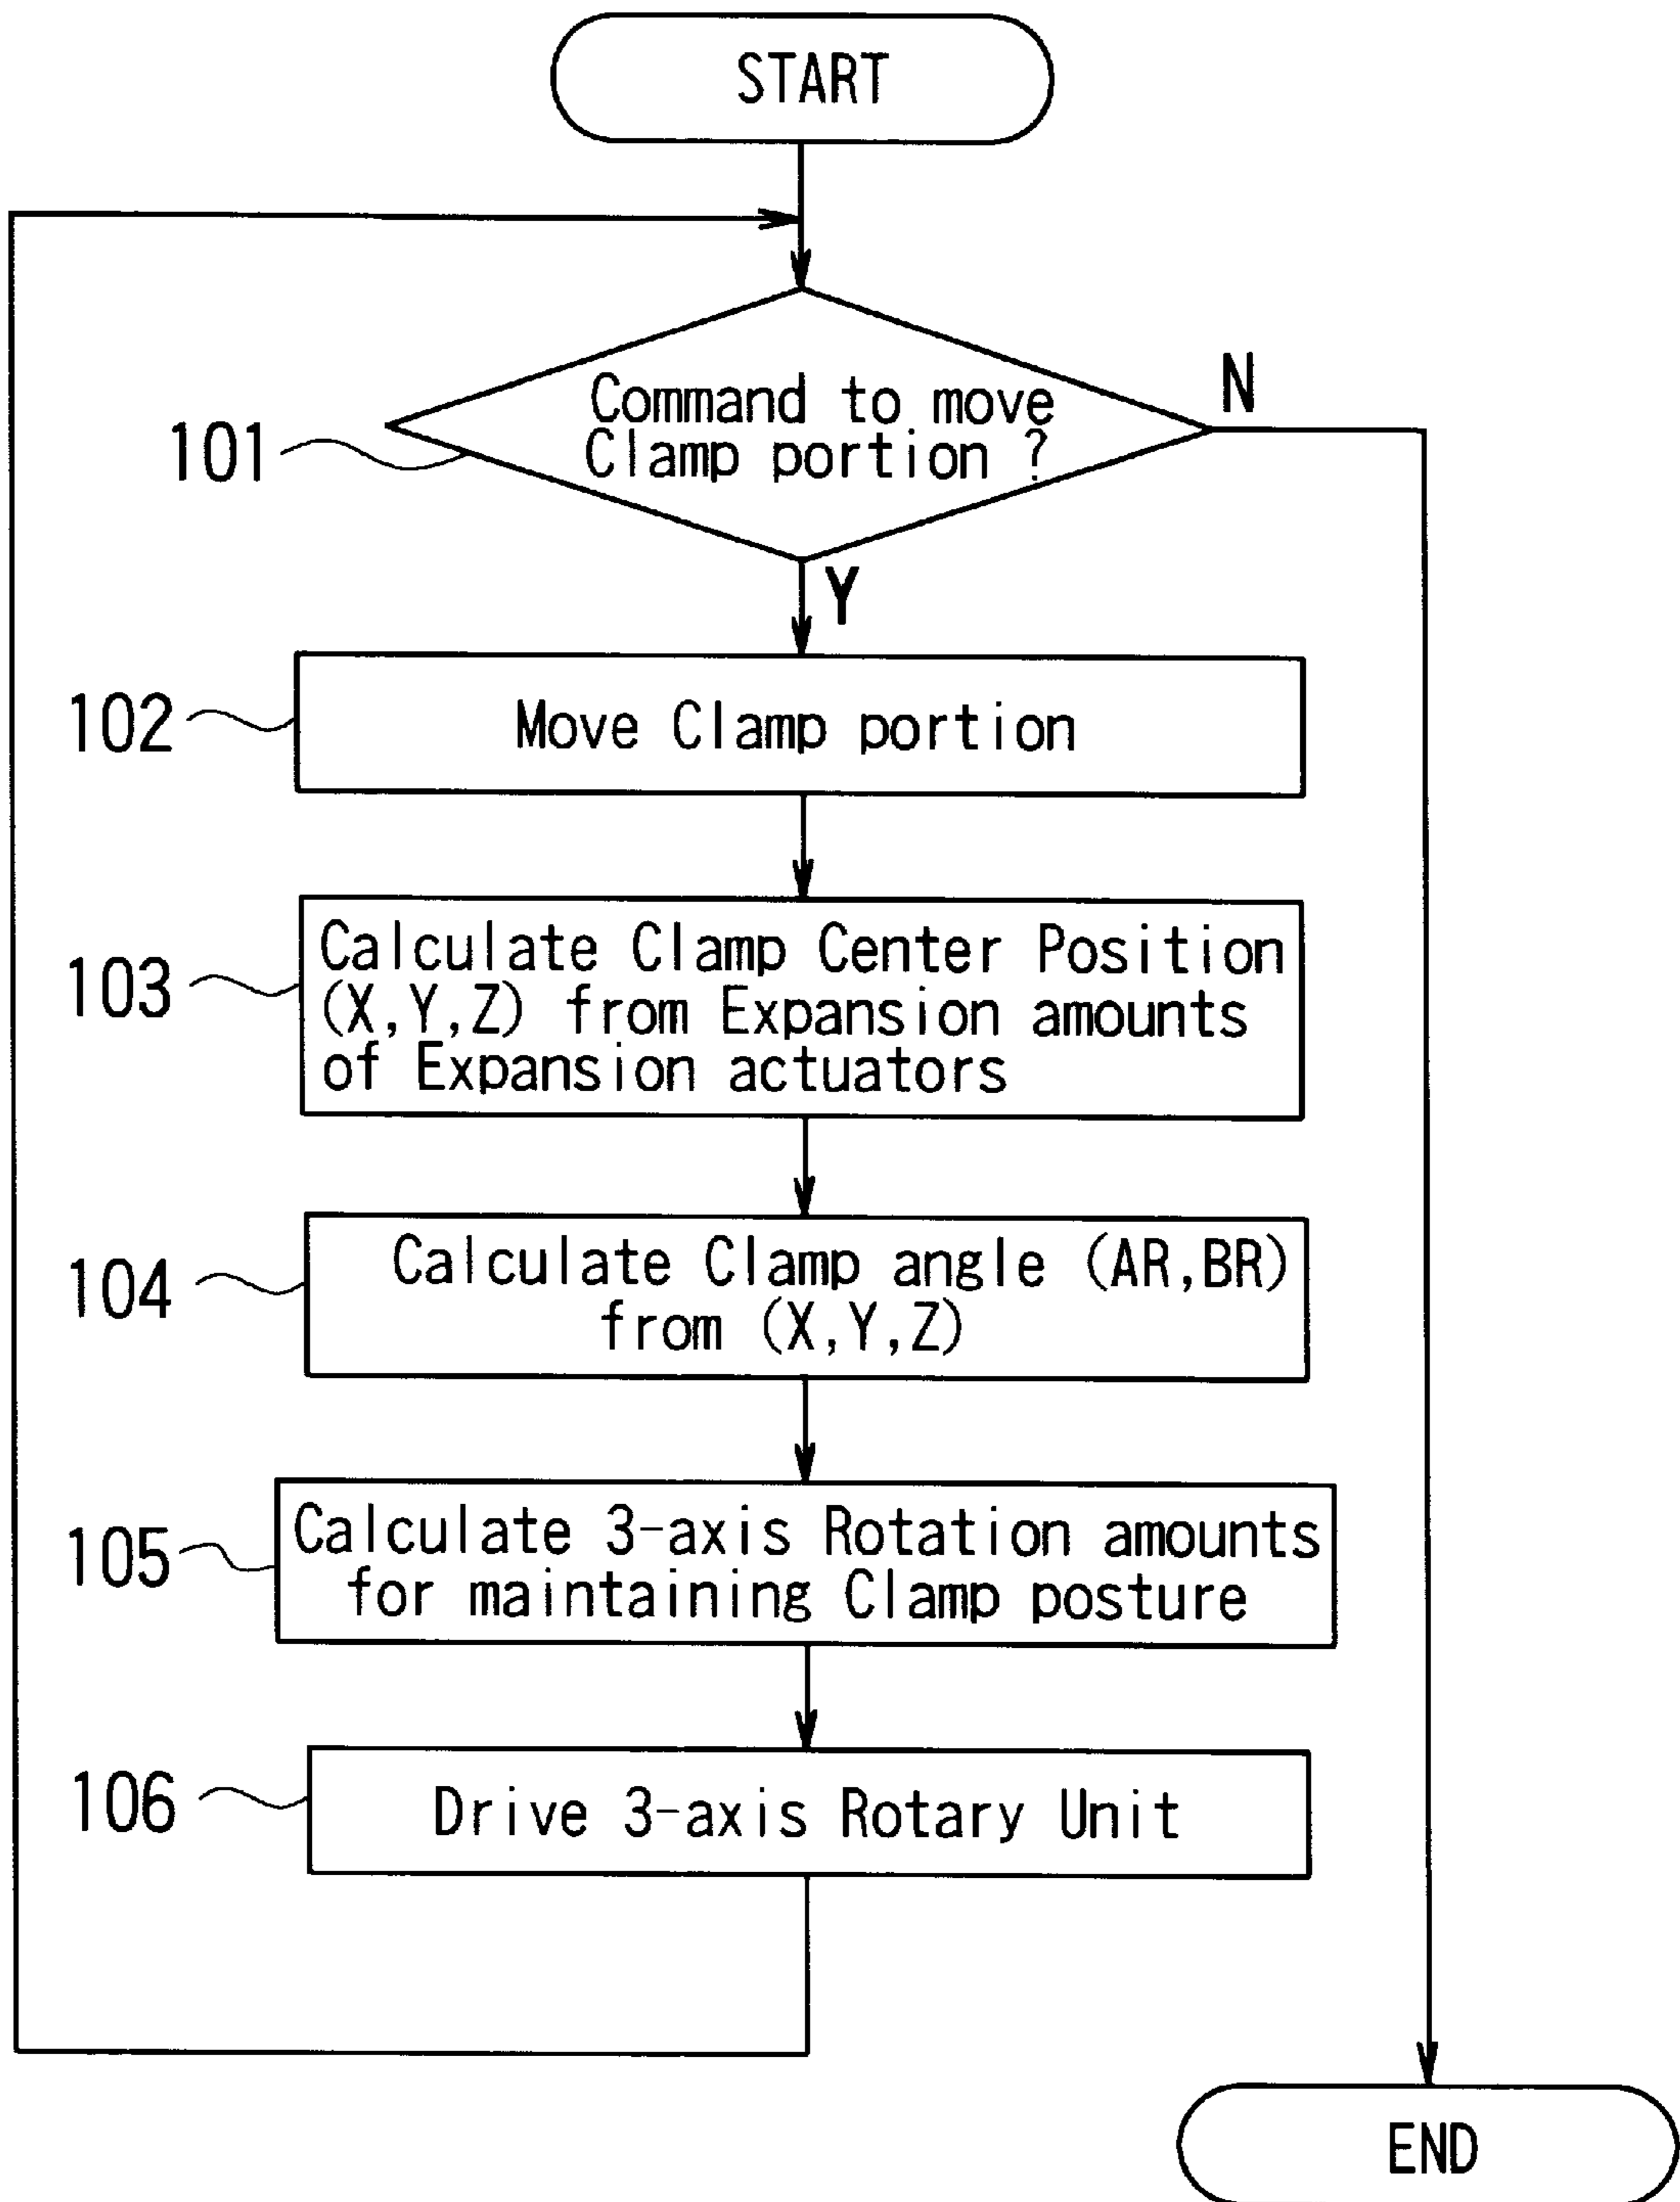 START
N
Command to move
101
Clamp portion ?
Y
102
Move Clamp portion
103
Calculate Clamp Center Position
(X,Y,Z) from Expansion amounts
of Expansion actuators
104
Calculate Clamp angle (AR,BR)
from (X,Y,Z)
105
Calculate 3-axis Rotation amounts
for maintaining Clamp posture
106
Drive 3-axis Rotary Unit
END